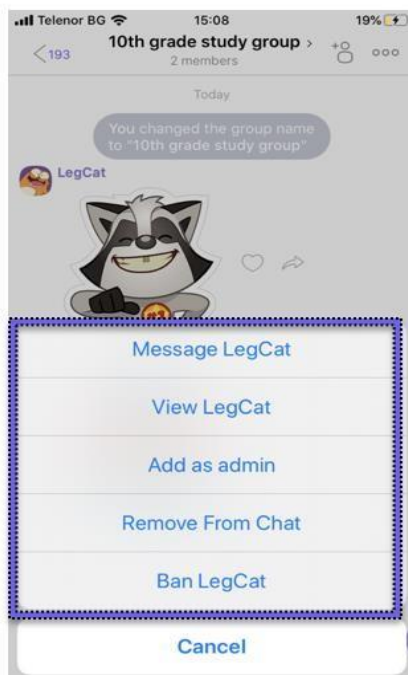 Telenor BG 15:08 19%
193 10th grade study group
2 members
Today
You changed the group name
to "10th grade study group"
LegCat
Message LegCat
View LegCat
Add as admin
Remove From Chat
Ban LegCat
Cancel